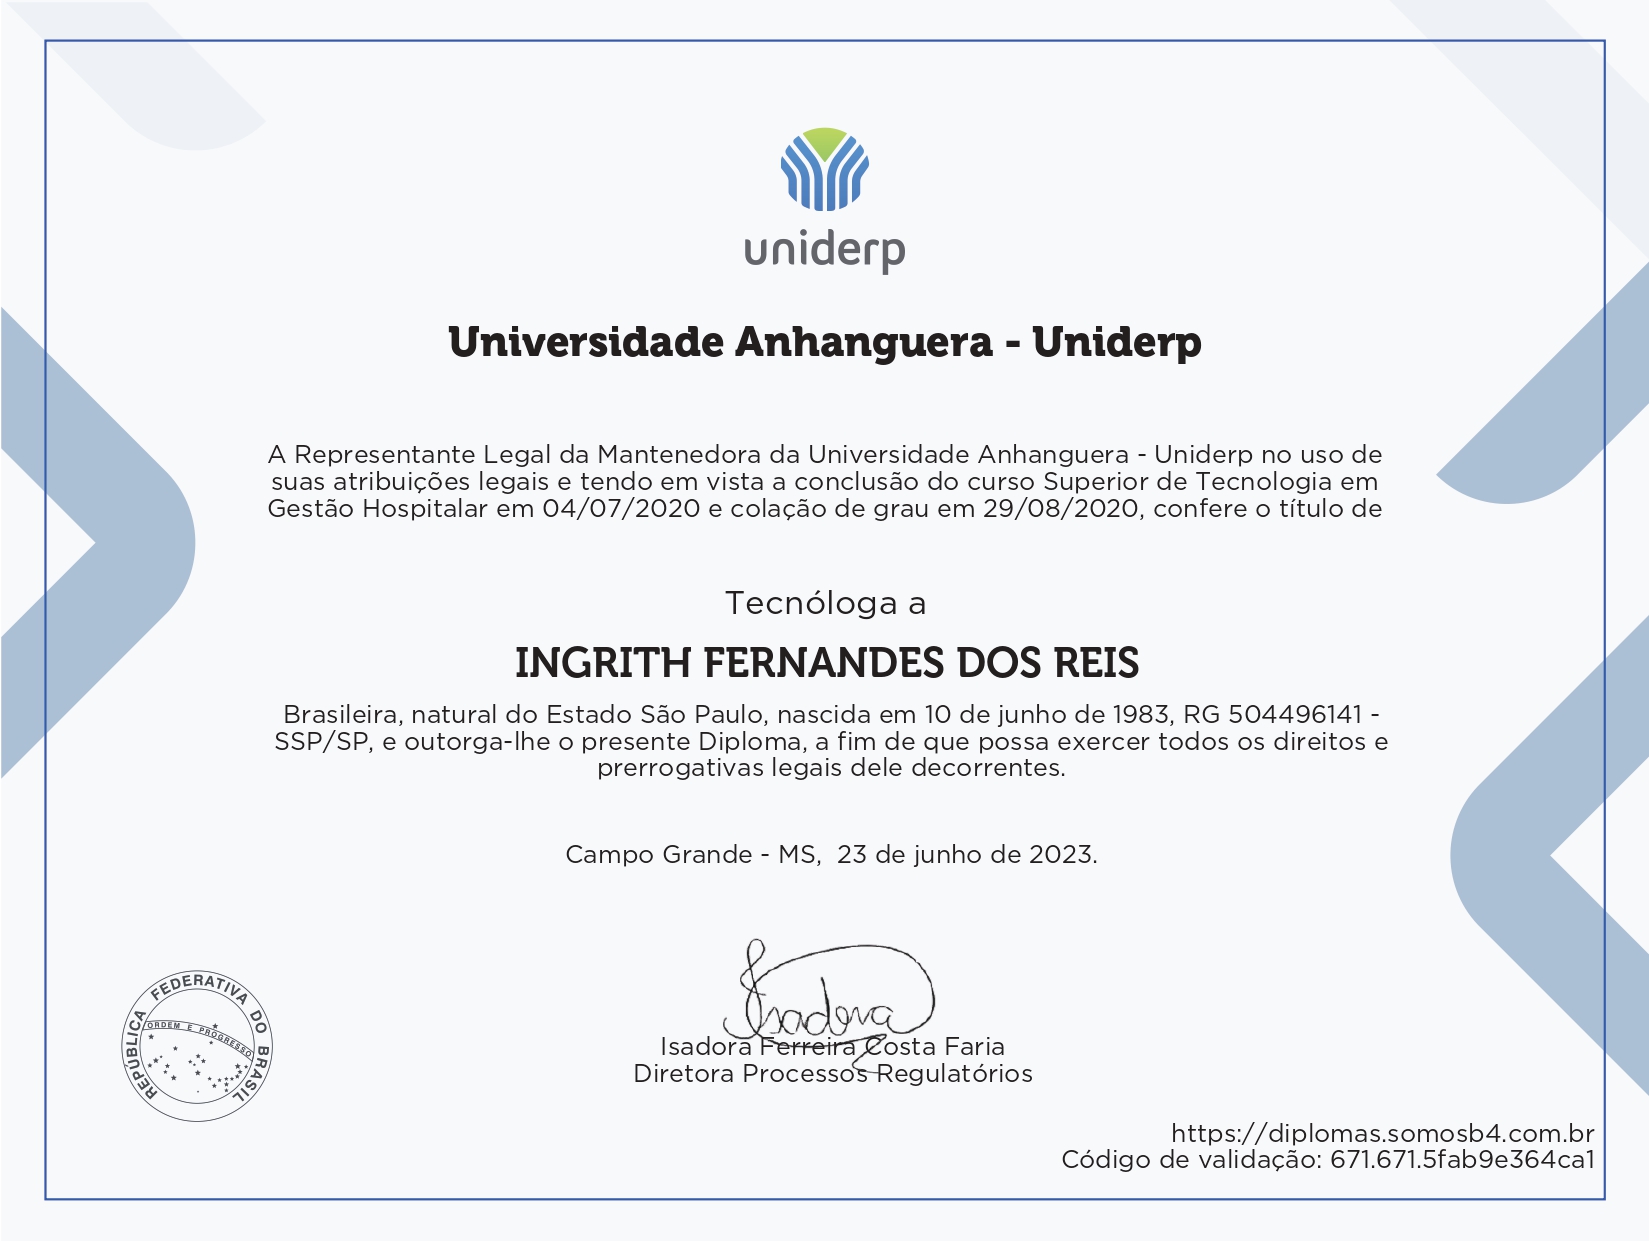 uniderp
Universidade Anhanguera - Uniderp
A Representante Legal da Mantenedora da Universidade Anhanguera - Uniderp no uso de
suas atribuições legais e tendo em vista a conclusão do curso Superior de Tecnologia em
Gestão Hospitalar em 04/07/2020 e colação de grau em 29/08/2020, confere o título de
Tecnóloga a
INGRITH FERNANDES DOS REIS
Brasileira, natural do Estado São Paulo, nascida em 10 de junho de 1983, RG 504496141 -
SSP/SP, e outorga-lhe o presente Diploma, a fim de que possa exercer todos os direitos e
prerrogativas legais dele decorrentes.
Campo Grande - MS,  23 de junho de 2023.
Isadora
Isadora Ferreira Costa Faria
Diretora Processos Regulatórios
REPÚBLICA FEDERATIVA DO BRASIL
ORDEM E PROGRESSO
https://diplomas.somosb4.com.br
Código de validação: 671.671.5fab9e364ca1